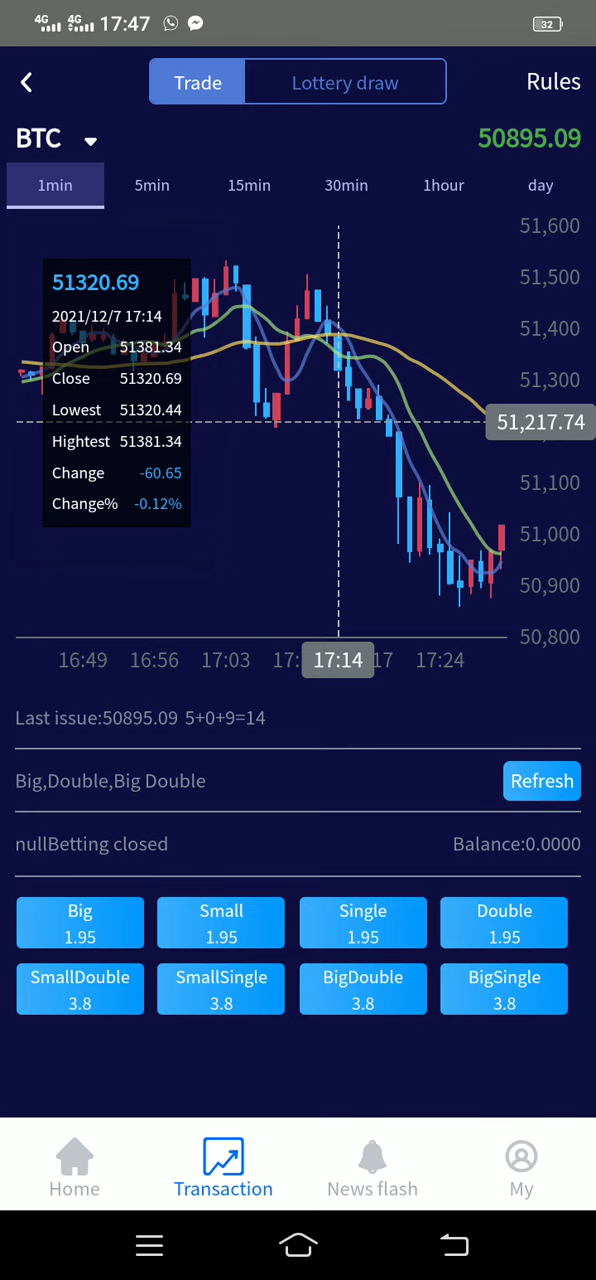 4G 4G 17:47 32
Trade Lottery draw Rules
BTC 50895.09
1min 5min 15min 30min 1hour day
51,600
51,500
51,400
51,300
51,217.74
51,100
51,000
50,900
50,800
51320.69
2021/12/7 17:14
Open 51381.34
Close 51320.69
Lowest 51320.44
Hightest 51381.34
Change -60.65
Change% -0.12%
16:49 16:56 17:03 17: 17:14 17 17:24
Last issue:50895.09 5+0+9=14
Big,Double,Big Double Refresh
nullBetting closed Balance:0.0000
Big Small Single Double
1.95 1.95 1.95 1.95
SmallDouble SmallSingle BigDouble BigSingle
3.8 3.8 3.8 3.8
Home Transaction News flash My